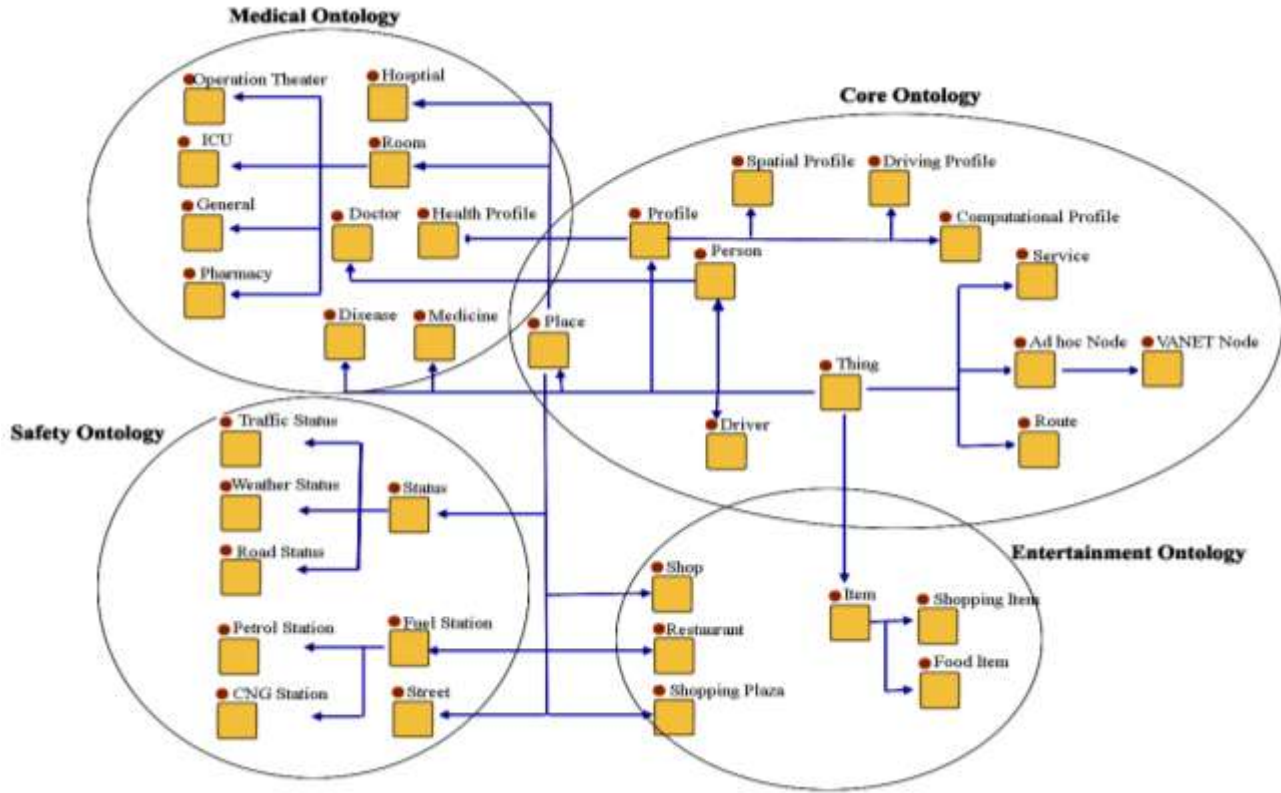 Medical Ontology
Operation Theater
Hosptial
Core Ontology
ICU
Room
Spatial Profile
Driving Profile
General
Doctor
Health Profile
Profile
Computational Profile
Person
Service
Pharmacy
Disease
Medicine
Place
Ad hoc Node
VANET Node
Thing
Safety Ontology
Traffic Status
Driver
Route
Weather Status
Status
Road Status
Entertainment Ontology
Shop
Item
Shopping Item
Petrol Station
Fuel Station
Restaurant
Food Item
CNG Station
Street
Shopping Plaza